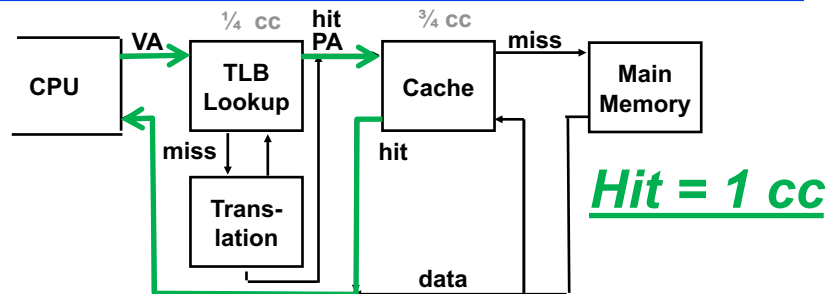 ¼ cc
hit
¾ cc
VA
PA
miss
CPU
TLB
Lookup
Cache
Main
Memory
miss
hit
Trans-
lation
Hit = 1 cc
data